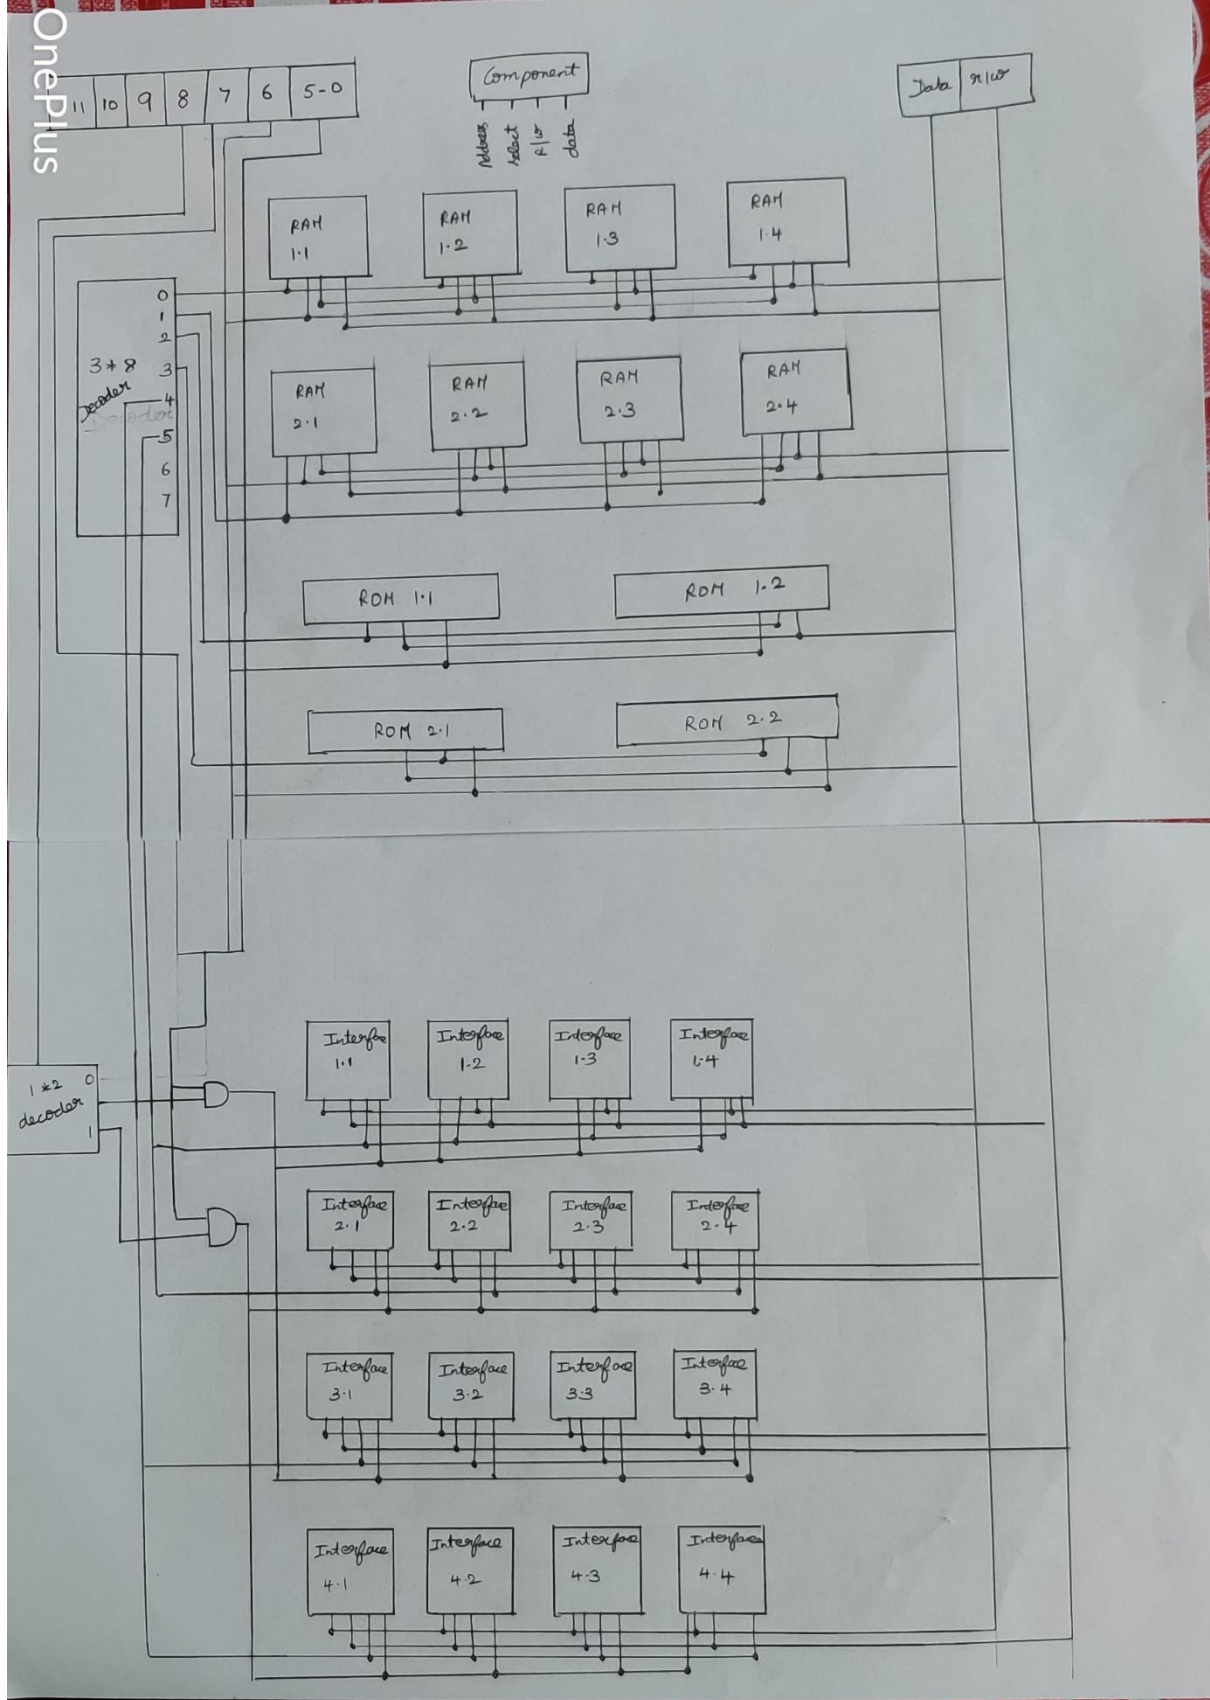 OnePlus
11 10 9 8 7 6 5-0
Component
Address
select
R/W
data
Data r/w
RAM
1.1
RAM
1.2
RAM
1.3
RAM
1.4
3*8
Decoder
Decoder
0
1
2
3
4
5
6
7
RAM
2.1
RAM
2.2
RAM
2.3
RAM
2.4
ROM 1.1
ROM 1.2
ROM 2.1
ROM 2.2
1*2
decoder
0
1
Interface
1.1
Interface
1.2
Interface
1.3
Interface
1.4
Interface
2.1
Interface
2.2
Interface
2.3
Interface
2.4
Interface
3.1
Interface
3.2
Interface
3.3
Interface
3.4
Interface
4.1
Interface
4.2
Interface
4.3
Interface
4.4